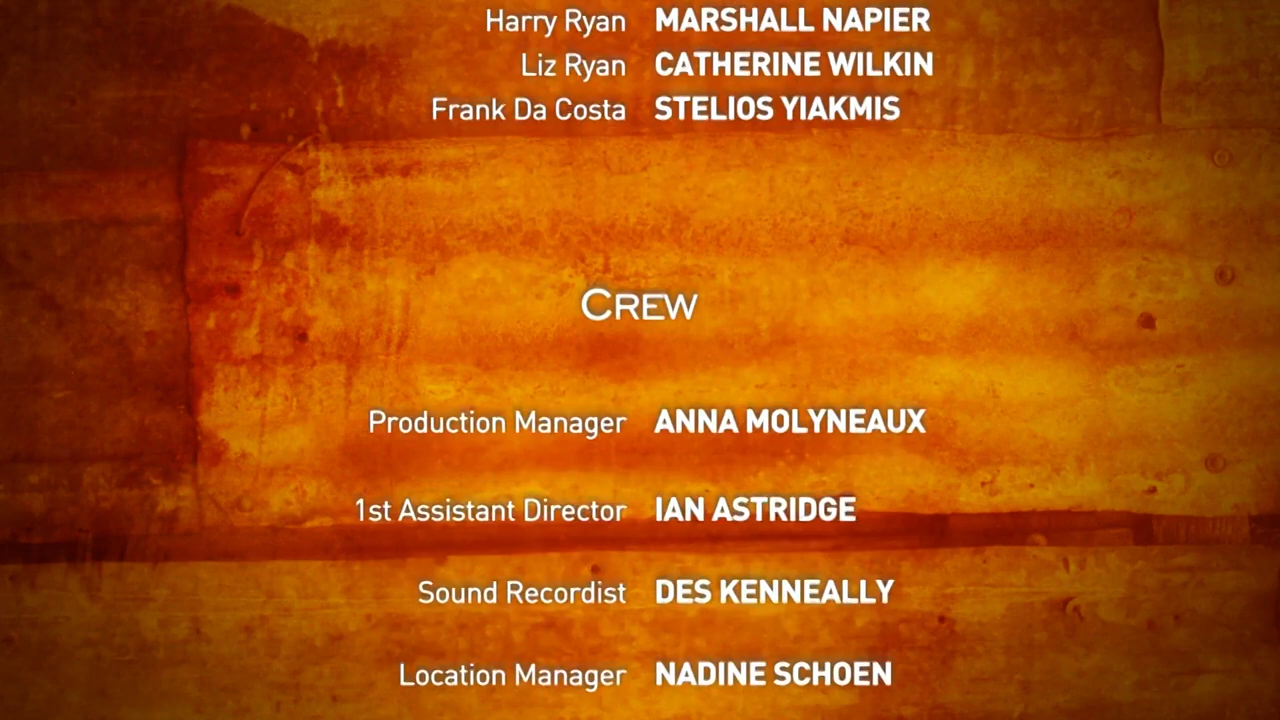 Harry Ryan MARSHALL NAPIER
Liz Ryan CATHERINE WILKIN
Frank Da Costa STELIOS YIAKMIS
CREW
Production Manager ANNA MOLYNEAUX
1st Assistant Director IAN ASTRIDGE
Sound Recordist DES KENNEALLY
Location Manager NADINE SCHOEN